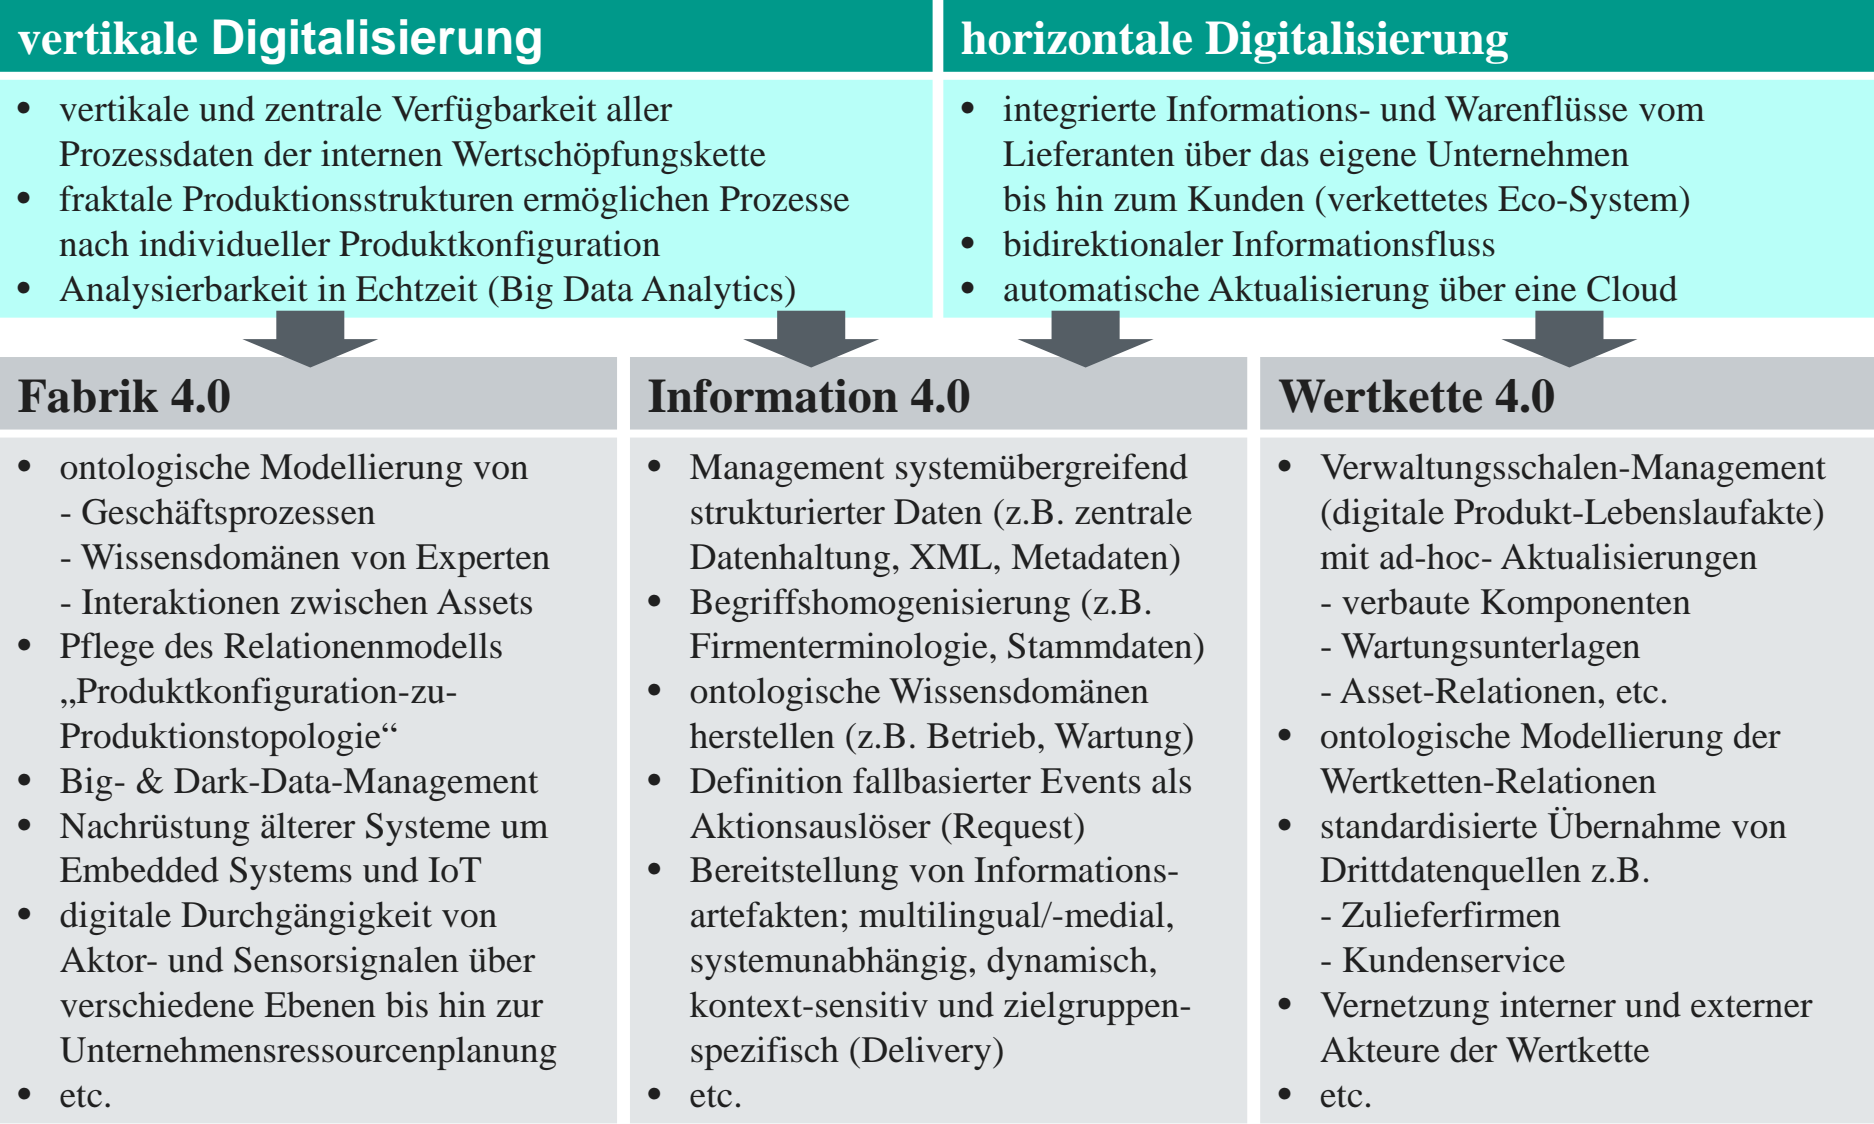 vertikale Digitalisierung
• vertikale und zentrale Verfügbarkeit aller
Prozessdaten der internen Wertschöpfungskette
• fraktale Produktionsstrukturen ermöglichen Prozesse
nach individueller Produktkonfiguration
• Analysierbarkeit in Echtzeit (Big Data Analytics)
horizontale Digitalisierung
• integrierte Informations- und Warenflüsse vom
Lieferanten über das eigene Unternehmen
bis hin zum Kunden (verkettetes Eco-System)
• bidirektionaler Informationsfluss
• automatische Aktualisierung über eine Cloud
Fabrik 4.0
• ontologische Modellierung von
- Geschäftsprozessen
- Wissensdomänen von Experten
- Interaktionen zwischen Assets
• Pflege des Relationenmodells
„Produktkonfiguration-zu-
Produktionstopologie“
• Big- & Dark-Data-Management
• Nachrüstung älterer Systeme um
Embedded Systems und IoT
• digitale Durchgängigkeit von
Aktor- und Sensorsignalen über
verschiedene Ebenen bis hin zur
Unternehmensressourcenplanung
• etc.
Information 4.0
• Management systemübergreifend
strukturierter Daten (z.B. zentrale
Datenhaltung, XML, Metadaten)
• Begriffshomogenisierung (z.B.
Firmenterminologie, Stammdaten)
• ontologische Wissensdomänen
herstellen (z.B. Betrieb, Wartung)
• Definition fallbasierter Events als
Aktionsauslöser (Request)
• Bereitstellung von Informations-
artefakten; multilingual/-medial,
systemunabhängig, dynamisch,
kontext-sensitiv und zielgruppen-
spezifisch (Delivery)
• etc.
Wertkette 4.0
• Verwaltungsschalen-Management
(digitale Produkt-Lebenslaufakte)
mit ad-hoc- Aktualisierungen
- verbaute Komponenten
- Wartungsunterlagen
- Asset-Relationen, etc.
• ontologische Modellierung der
Wertketten-Relationen
• standardisierte Übernahme von
Drittdatenquellen z.B.
- Zulieferfirmen
- Kundenservice
• Vernetzung interner und externer
Akteure der Wertkette
• etc.